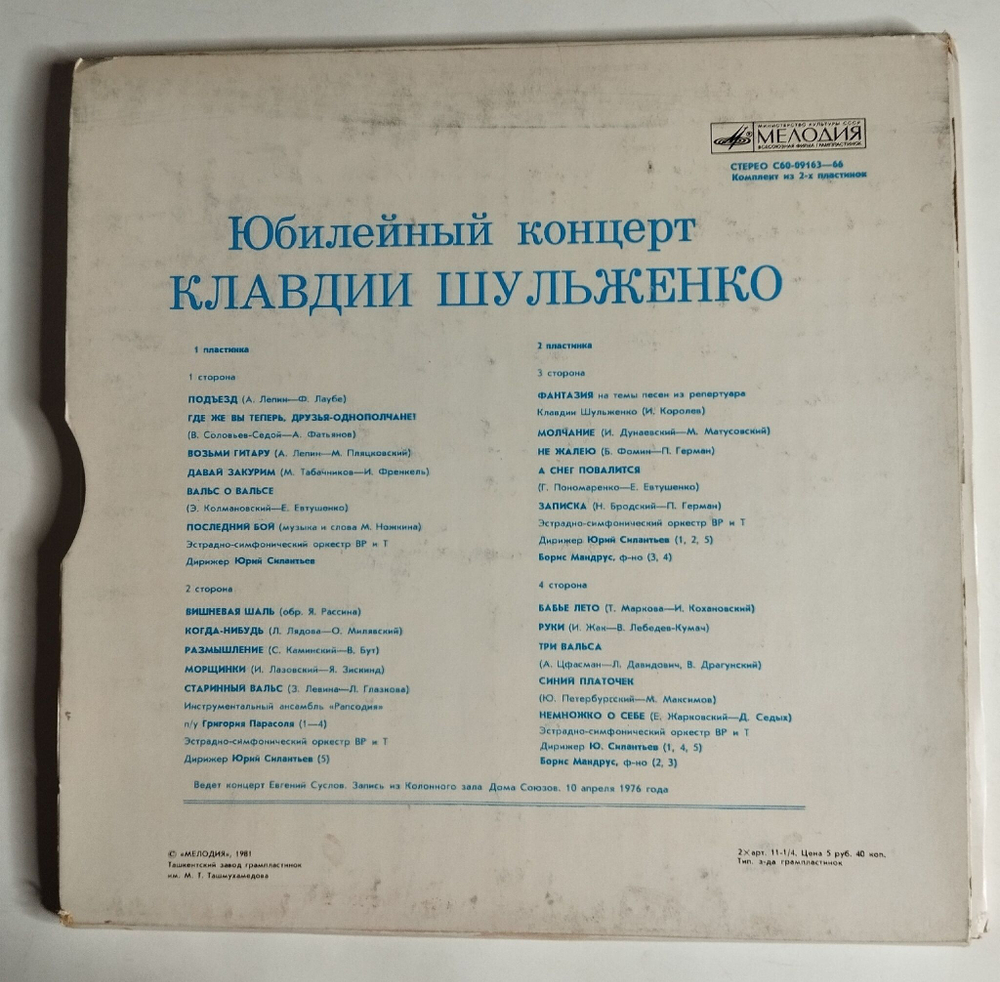 МИНИСТЕРСТВО КУЛЬТУРЫ СССР
МЕЛОДИЯ
ВСЕСОЮЗНАЯ ФИРМА ГРАМПЛАСТИНОК
СТЕРЕО С60-09163—66
Комплект из 2-х пластинок
Юбилейный концерт
КЛАВДИИ ШУЛЬЖЕНКО
1 пластинка
1 сторона
ПОДЪЕЗД (А. Лепин—Ф. Лаубе)
ГДЕ ЖЕ ВЫ ТЕПЕРЬ, ДРУЗЬЯ-ОДНОПОЛЧАНЕ?
(В. Соловьев-Седой—А. Фатьянов)
ВОЗЬМИ ГИТАРУ (А. Лепин—М. Пляцковский)
ДАВАЙ ЗАКУРИМ (М. Табачников—И. Френкель)
ВАЛЬС О ВАЛЬСЕ
(Э. Колмановский—Е. Евтушенко)
ПОСЛЕДНИЙ БОЙ (музыка и слова М. Ножкина)
Эстрадно-симфонический оркестр ВР и Т
Дирижер Юрий Силантьев
2 сторона
ВИШНЕВАЯ ШАЛЬ (обр. Я. Рассина)
КОГДА-НИБУДЬ (Л. Лядова—О. Милявский)
РАЗМЫШЛЕНИЕ (С. Каминский—В. Бут)
МОРЩИНКИ (И. Лазовский—Я. Зискинд)
СТАРИННЫЙ ВАЛЬС (З. Левина—Л. Глазкова)
Инструментальный ансамбль «Рапсодия»
п/у Григория Парасоля (1—4)
Эстрадно-симфонический оркестр ВР и Т
Дирижер Юрий Силантьев (5)
2 пластинка
3 сторона
ФАНТАЗИЯ на темы песен из репертуара
Клавдии Шульженко (И. Королев)
МОЛЧАНИЕ (И. Дунаевский—М. Матусовский)
НЕ ЖАЛЕЮ (Б. Фомин—П. Герман)
А СНЕГ ПОВАЛИТСЯ
(Г. Пономаренко—Е. Евтушенко)
ЗАПИСКА (Н. Бродский—П. Герман)
Эстрадно-симфонический оркестр ВР и Т
Дирижер Юрий Силантьев (1, 2, 5)
Борис Мандрус, ф-но (3, 4)
4 сторона
БАБЬЕ ЛЕТО (Т. Маркова—И. Кохановский)
РУКИ (И. Жак—В. Лебедев-Кумач)
ТРИ ВАЛЬСА
(А. Цфасман—Л. Давидович, В. Драгунский)
СИНИЙ ПЛАТОЧЕК
(Ю. Петербургский—М. Максимов)
НЕМНОЖКО О СЕБЕ (Е. Жарковский—Д. Седых)
Эстрадно-симфонический оркестр ВР и Т
Дирижер Ю. Силантьев (1, 4, 5)
Борис Мандрус, ф-но (2, 3)
Ведет концерт Евгений Суслов. Запись из Колонного зала Дома Союзов. 10 апреля 1976 года
© «МЕЛОДИЯ», 1981
Ташкентский завод грампластинок
им. М. Т. Ташмухамедова
2×арт. 11-1/4. Цена 5 руб. 40 коп.
Тип. з-да грампластинок